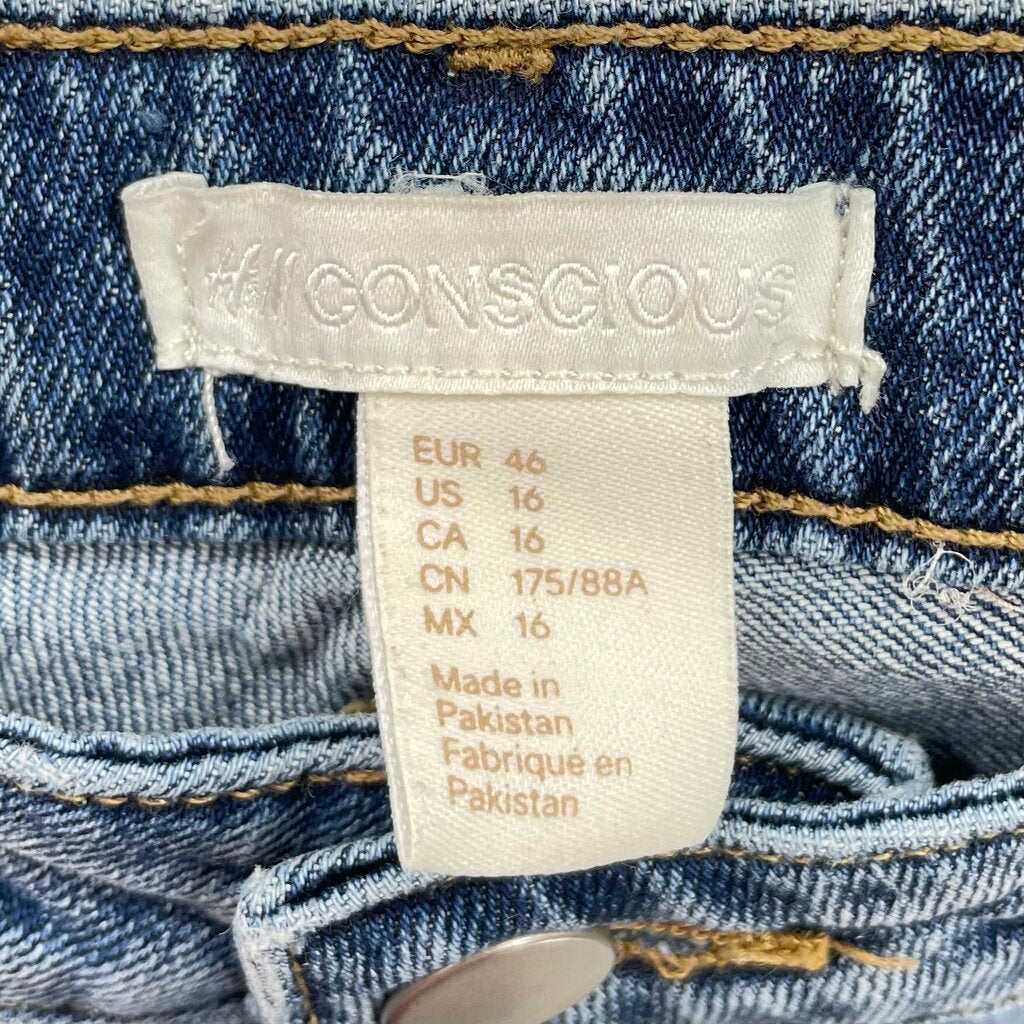 H&M CONSCIOUS
EUR 46
US 16
CA 16
CN 175/88A
MX 16
Made in
Pakistan
Fabriqué en
Pakistan